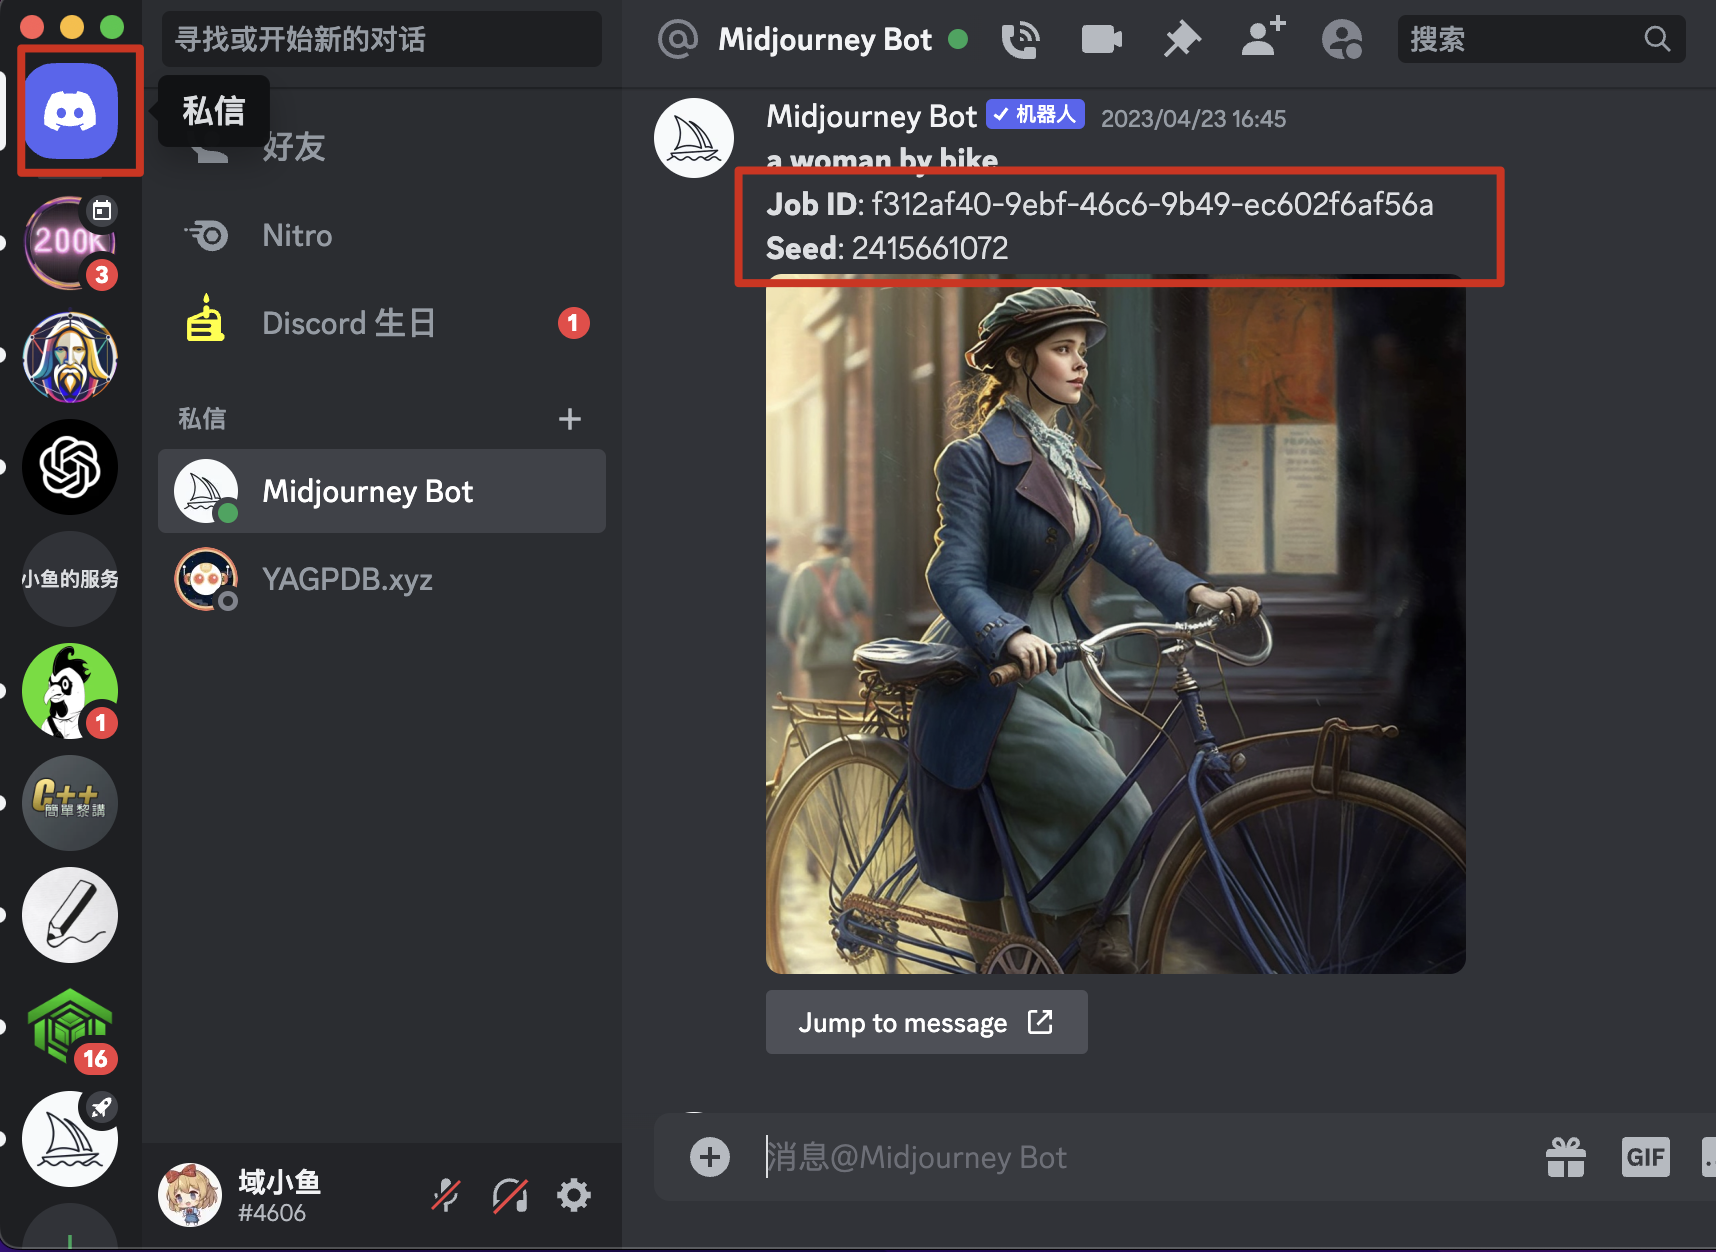 寻找或开始新的对话
私信
好友
Nitro
Discord 生日
1
私信
Midjourney Bot
YAGPDB.xyz
200K
3
小鱼的服务
1
C++
簡單黎講
16
域小鱼
#4606
Midjourney Bot
搜索
Midjourney Bot
机器人
2023/04/23 16:45
a woman by bike
Job ID: f312af40-9ebf-46c6-9b49-ec602f6af56a
Seed: 2415661072
Jump to message
消息@Midjourney Bot
GIF